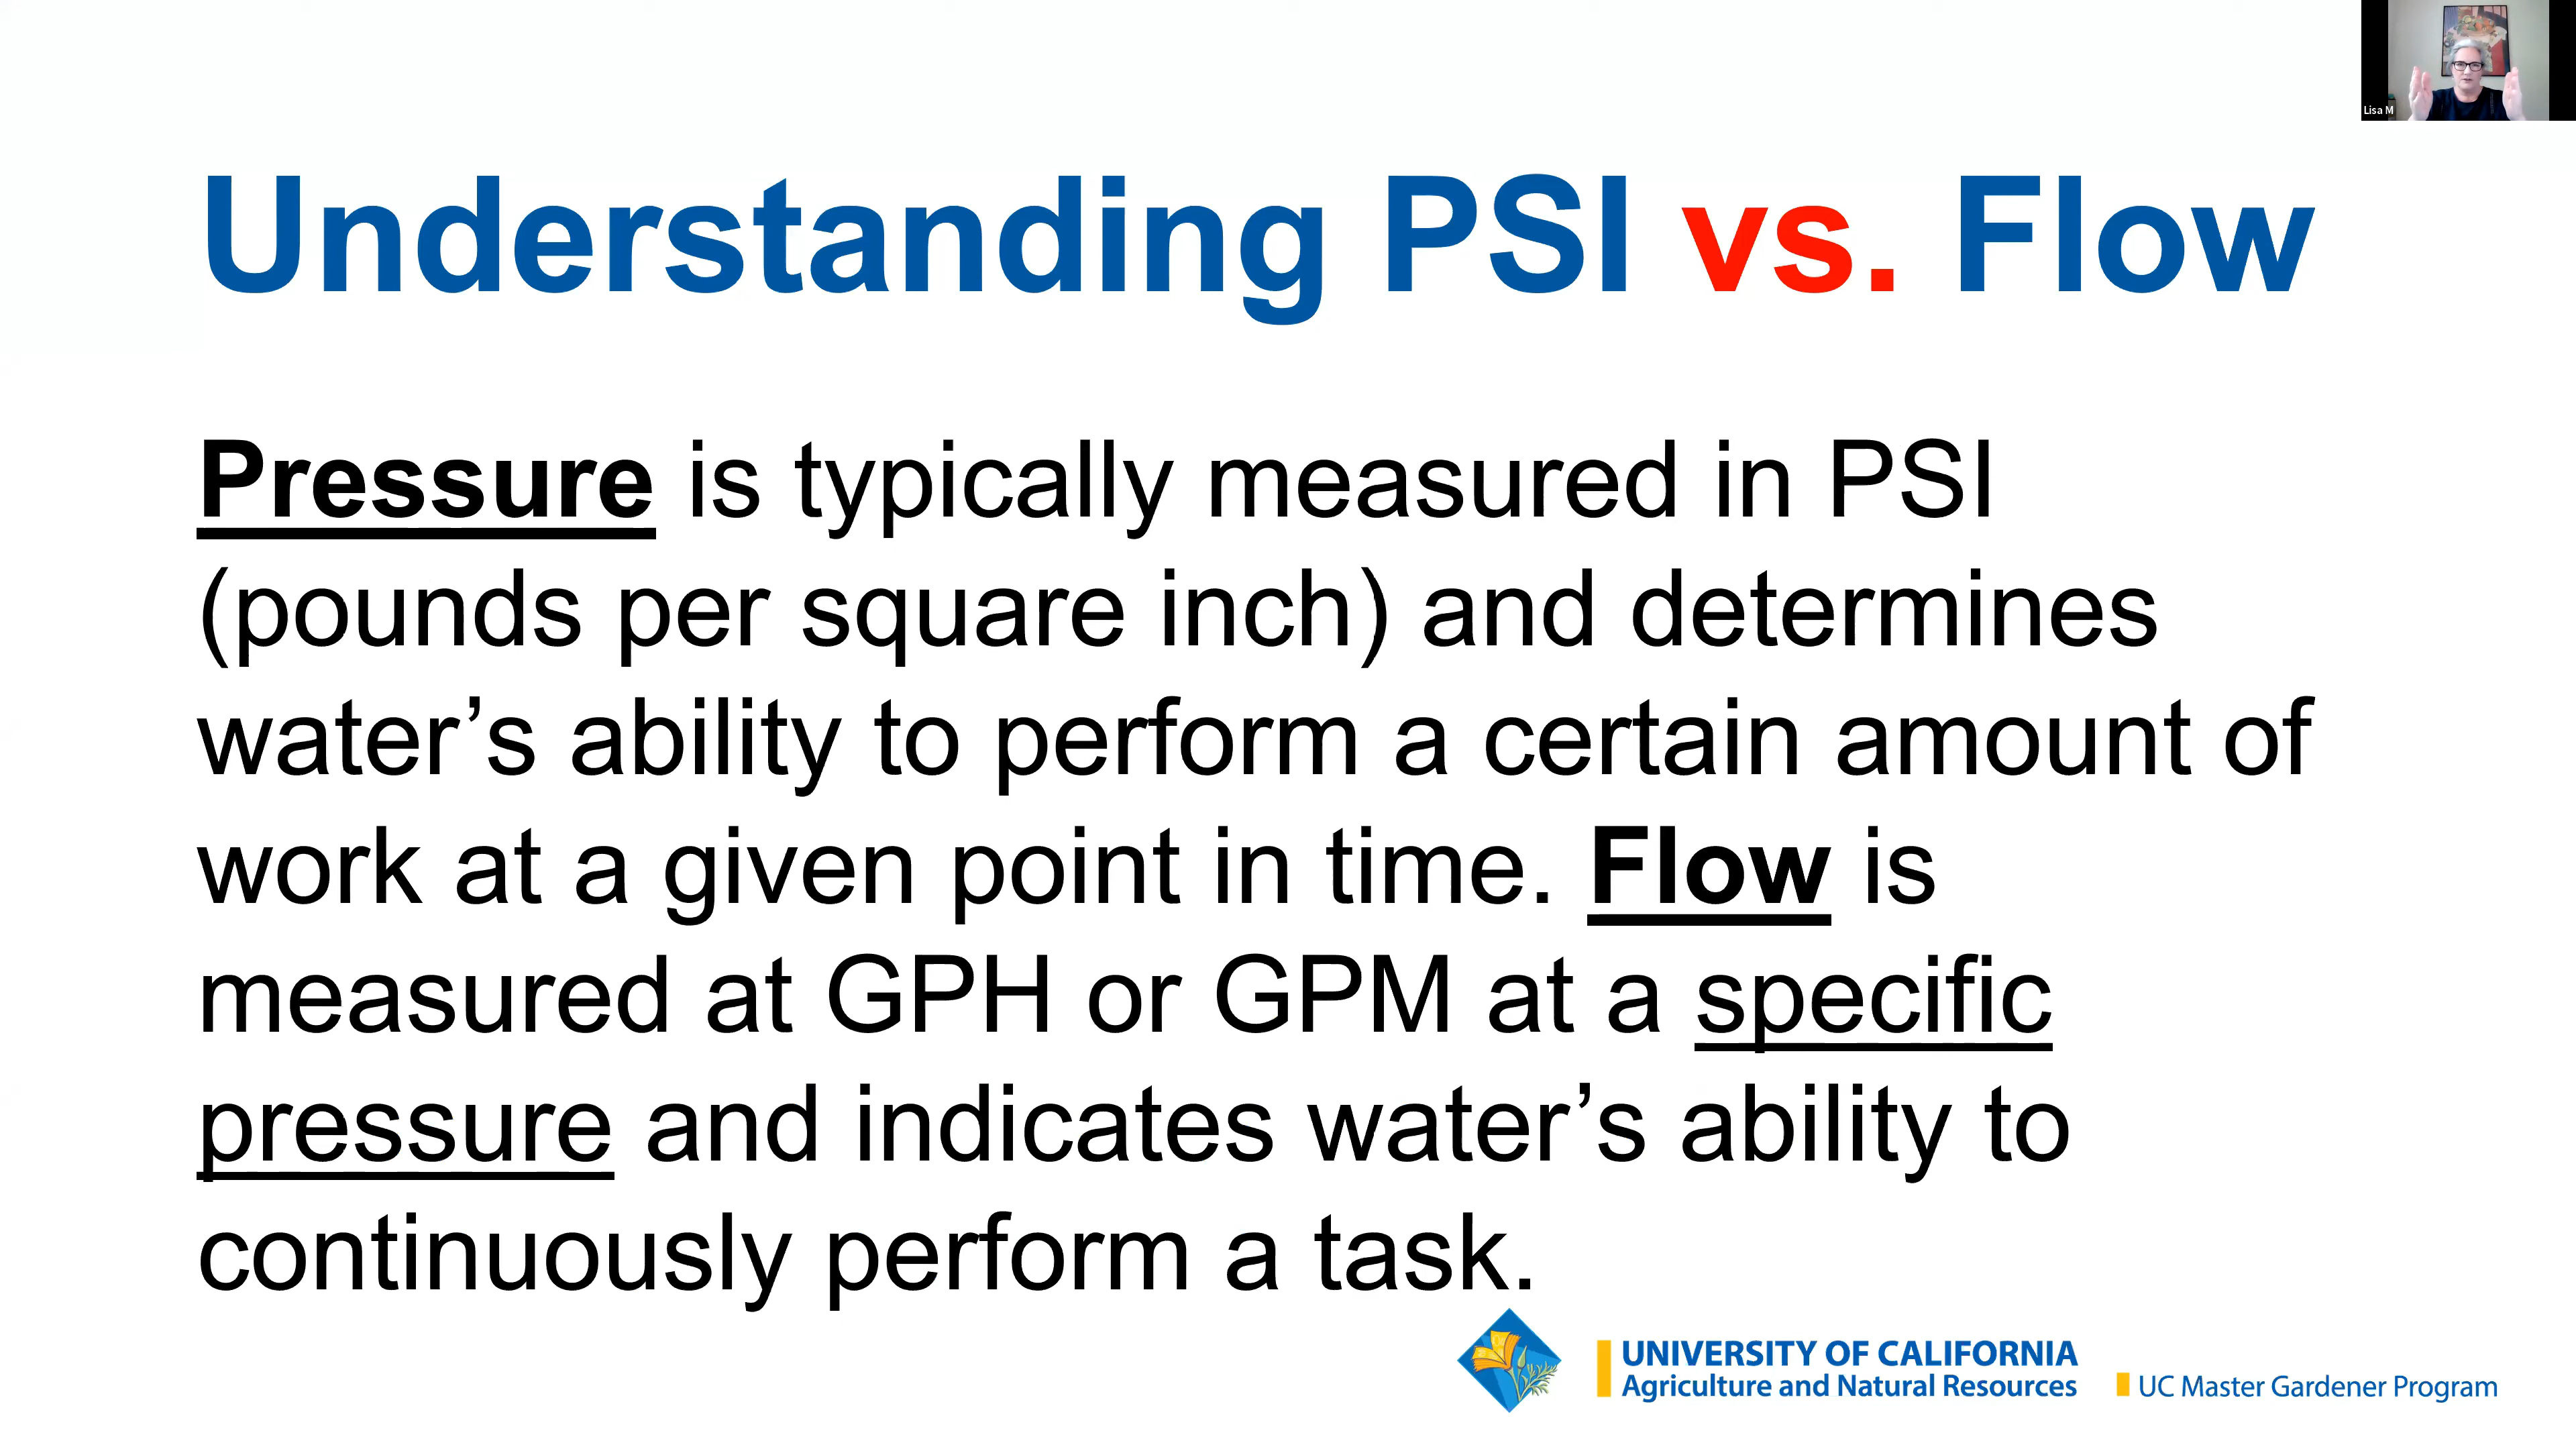 Lisa M
Understanding PSI vs. Flow
Pressure is typically measured in PSI
(pounds per square inch) and determines
water’s ability to perform a certain amount of
work at a given point in time. Flow is
measured at GPH or GPM at a specific
pressure and indicates water’s ability to
continuously perform a task.
UNIVERSITY OF CALIFORNIA
Agriculture and Natural Resources
UC Master Gardener Program